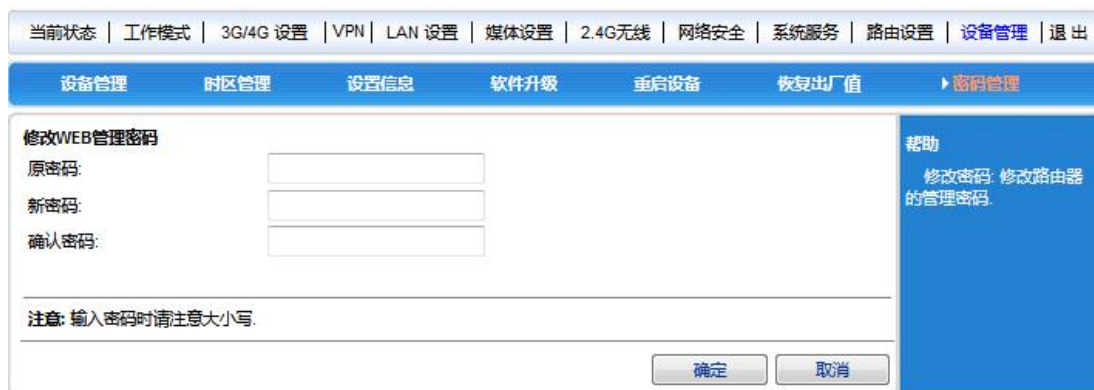 当前状态 | 工作模式 | 3G/4G 设置 | VPN | LAN 设置 | 媒体设置 | 2.4G无线 | 网络安全 | 系统服务 | 路由设置 | 设备管理 | 退 出
设备管理 时区管理 设置信息 软件升级 重启设备 恢复出厂值 密码管理
修改WEB管理密码
原密码:
新密码:
确认密码:
注意: 输入密码时请注意大小写.
确定 取消
帮助
修改密码: 修改路由器
的管理密码.